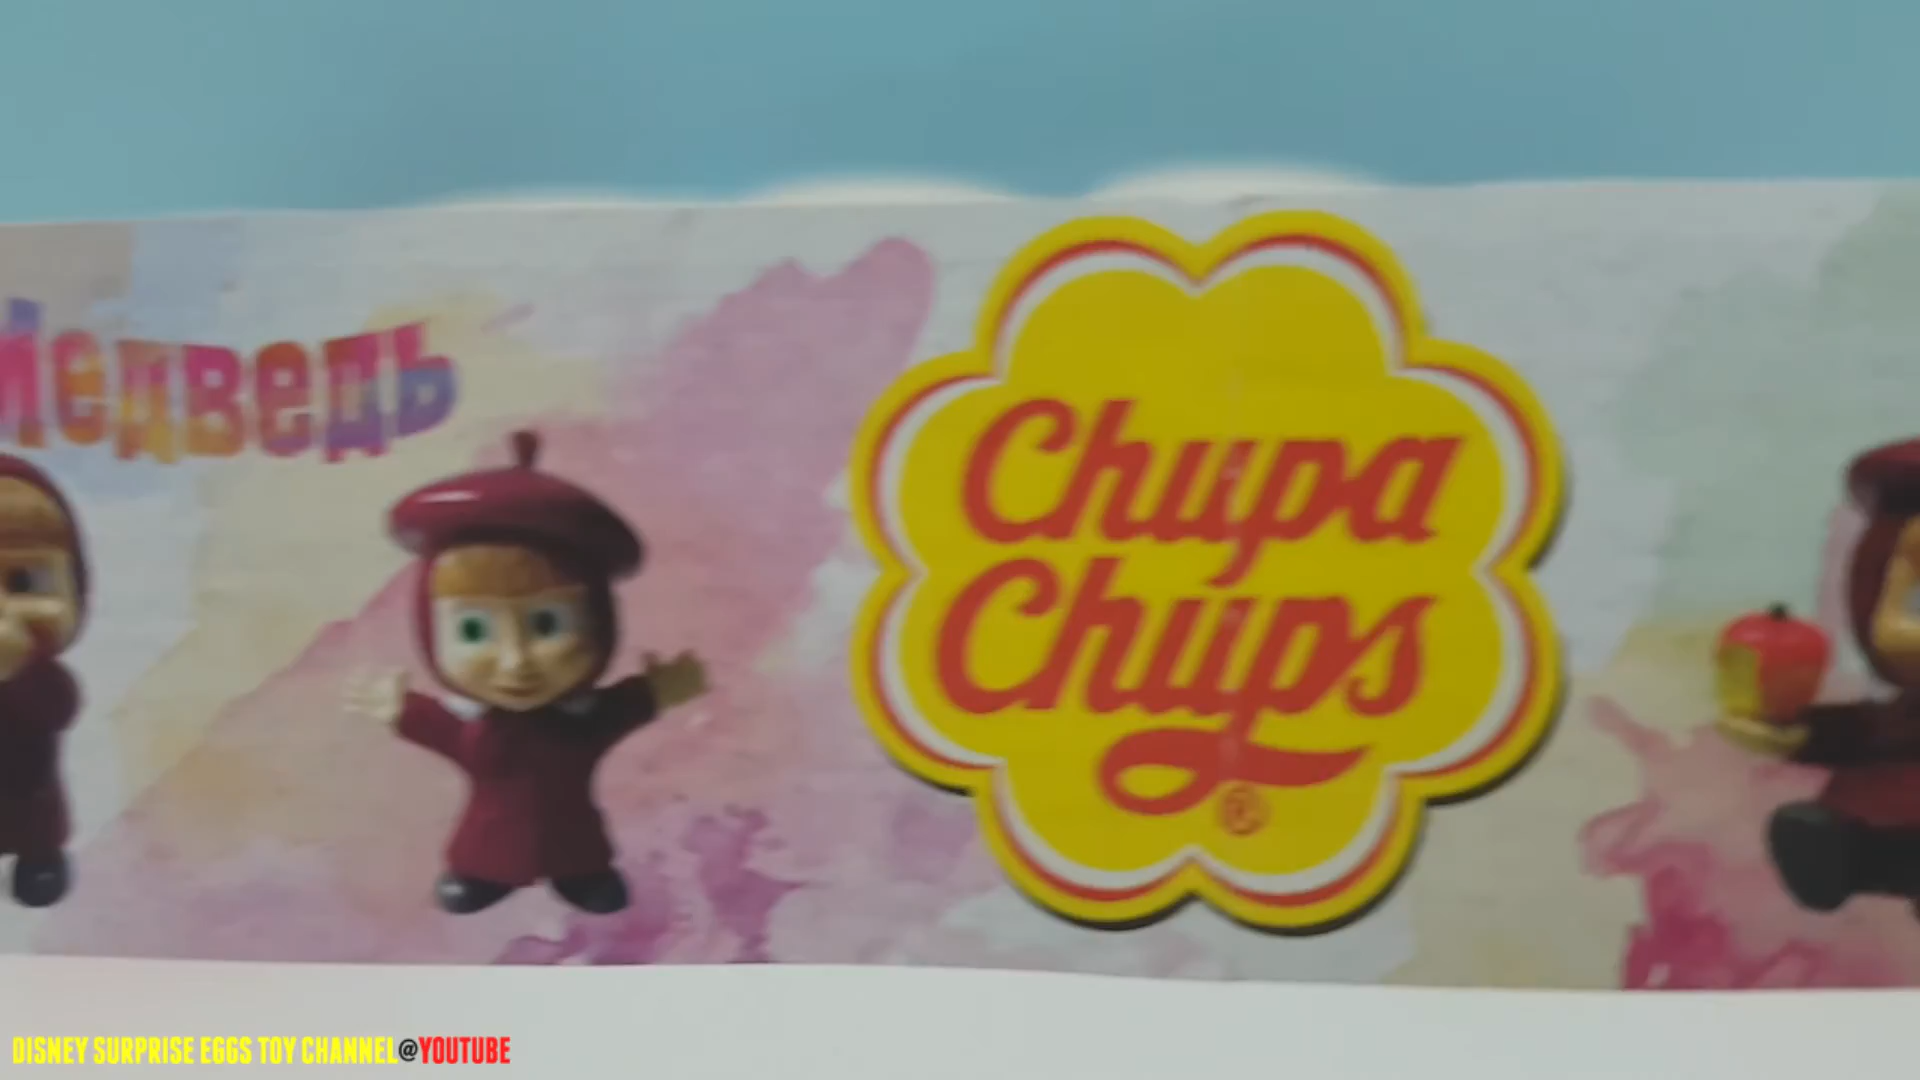 Медведь
Chupa
Chups
®
DISNEY SURPRISE EGGS TOY CHANNEL@YOUTUBE